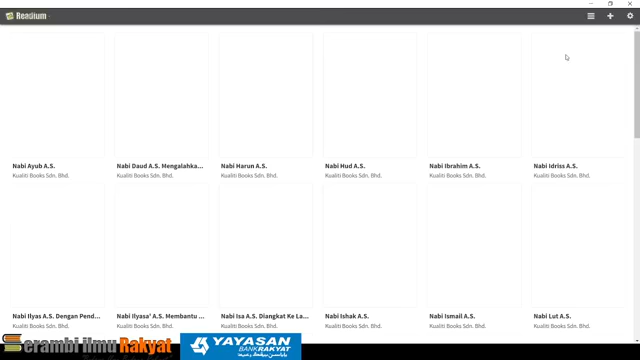 Readium
Nabi Ayub A.S.
Kualiti Books Sdn. Bhd.
Nabi Daud A.S. Mengalahka...
Kualiti Books Sdn. Bhd.
Nabi Harun A.S.
Kualiti Books Sdn. Bhd.
Nabi Hud A.S.
Kualiti Books Sdn. Bhd.
Nabi Ibrahim A.S.
Kualiti Books Sdn. Bhd.
Nabi Idriss A.S.
Kualiti Books Sdn. Bhd.
Nabi Ilyas A.S. Dengan Pend...
Kualiti Books Sdn. Bhd.
Nabi Ilyasa' A.S. Membantu ...
Kualiti Books Sdn. Bhd.
Nabi Isa A.S. Diangkat Ke La...
Kualiti Books Sdn. Bhd.
Nabi Ishak A.S.
Kualiti Books Sdn. Bhd.
Nabi Ismail A.S.
Kualiti Books Sdn. Bhd.
Nabi Lut A.S.
Kualiti Books Sdn. Bhd.
Serambi ilmu Rakyat
YAYASAN
BANK RAKYAT